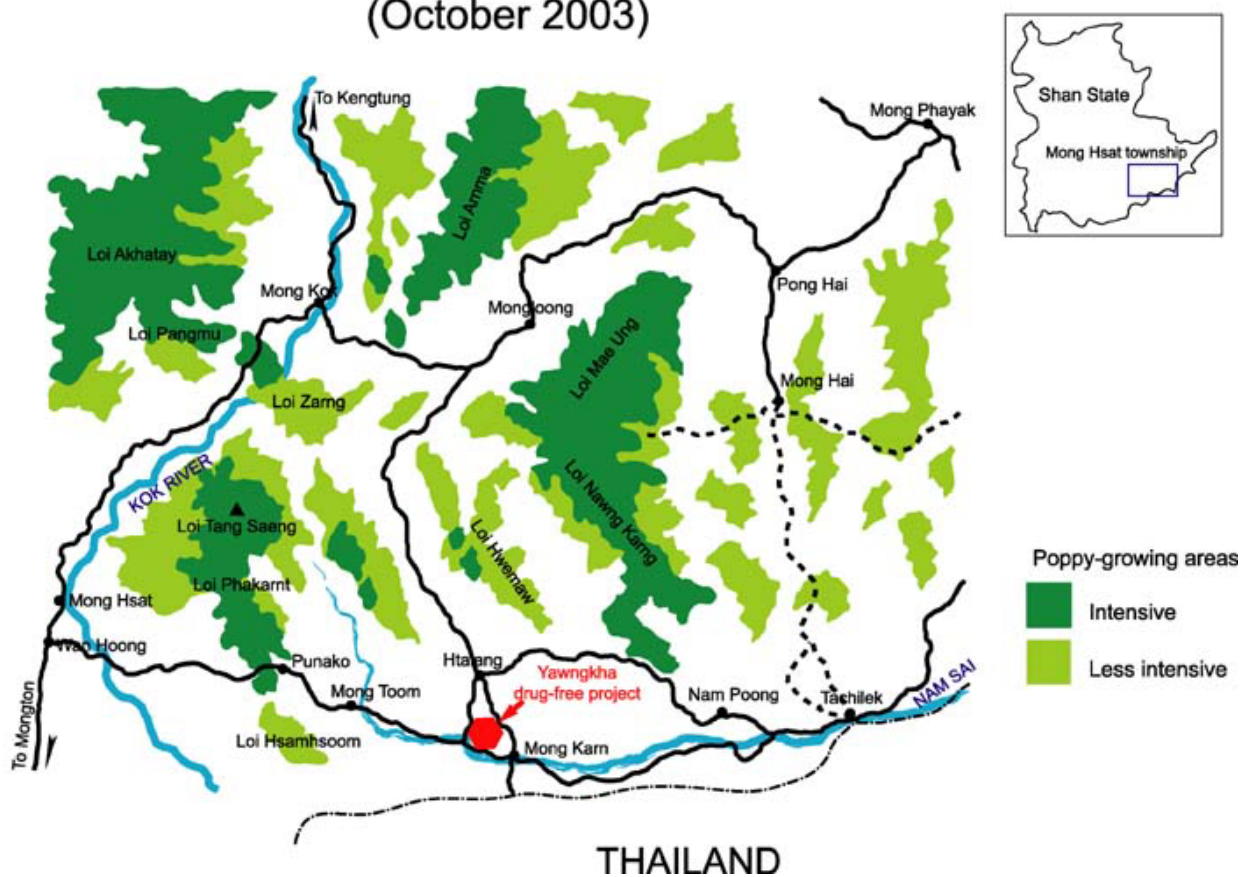 (October 2003)
To Kengtung
Mong Phayak
Shan State
Mong Hsat township
Loi Amma
Loi Akhatay
Mong Kok
Pong Hai
Mongloong
Loi Pangmu
Loi Mae Ung
Mong Hai
Loi Zarng
KOK RIVER
Loi Tang Saeng
Loi Nawng Karng
Loi Hwemaw
Loi Phakarnt
Poppy-growing areas
Intensive
Less intensive
Mong Hsat
Wan Hoong
Punako
Htalang
Yawngkha
drug-free project
Mong Toom
Nam Poong
Tachilek
NAM SAI
To Mongton
Loi Hsamhsoom
Mong Karn
THAILAND